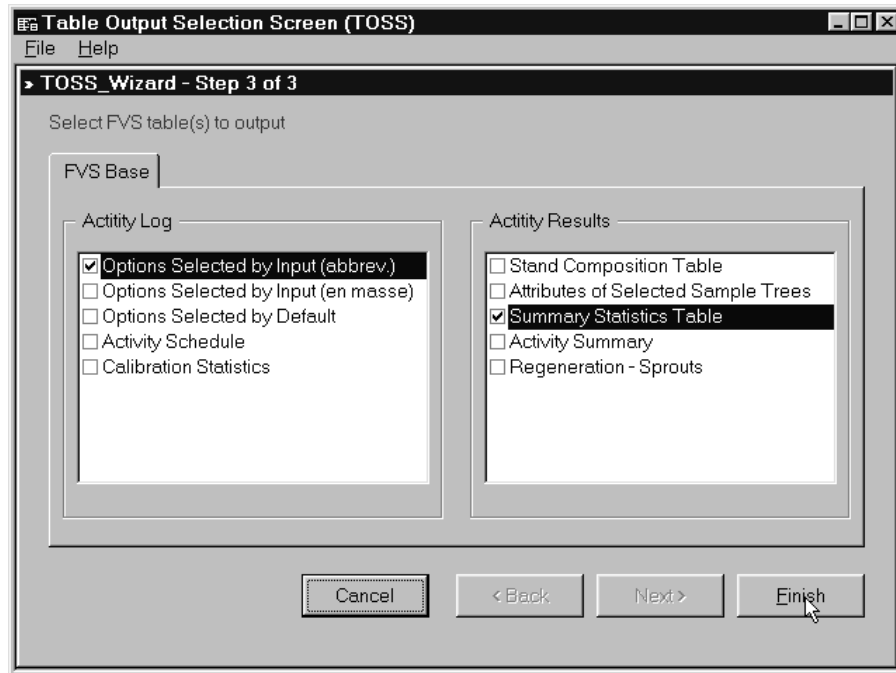 Table Output Selection Screen (TOSS)
File Help
TOSS_Wizard - Step 3 of 3
Select FVS table(s) to output
FVS Base
Actitity Log
Options Selected by Input (abbrev.)
Options Selected by Input (en masse)
Options Selected by Default
Activity Schedule
Calibration Statistics
Actitity Results
Stand Composition Table
Attributes of Selected Sample Trees
Summary Statistics Table
Activity Summary
Regeneration - Sprouts
Cancel
< Back
Next >
Finish